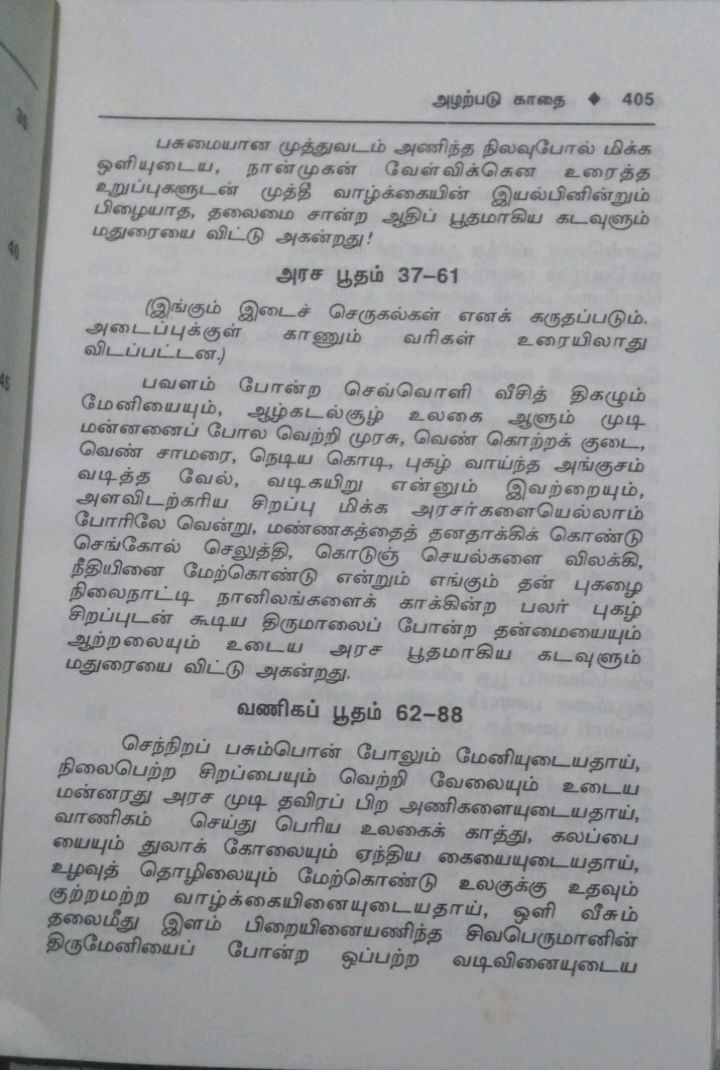 அழற்படு காதை ◆ 405
பசுமையான முத்துவடம் அணிந்த நிலவுபோல் மிக்க
ஒளியுடைய, நான்முகன் வேள்விக்கென உரைத்த
உறுப்புகளுடன் முத்தீ வாழ்க்கையின் இயல்பினின்றும்
பிழையாத, தலைமை சான்ற ஆதிப் பூதமாகிய கடவுளும்
மதுரையை விட்டு அகன்றது!
அரச பூதம் 37–61
(இங்கும் இடைச் செருகல்கள் எனக் கருதப்படும்.
அடைப்புக்குள் காணும் வரிகள் உரையிலாது
விடப்பட்டன.)
பவளம் போன்ற செவ்வொளி வீசித் திகழும்
மேனியையும், ஆழ்கடல்சூழ் உலகை ஆளும் முடி
மன்னனைப் போல வெற்றி முரசு, வெண் கொற்றக் குடை,
வெண் சாமரை, நெடிய கொடி, புகழ் வாய்ந்த அங்குசம்
வடித்த வேல், வடிகயிறு என்னும் இவற்றையும்,
அளவிடற்கரிய சிறப்பு மிக்க அரசர்களையெல்லாம்
போரிலே வென்று, மண்ணகத்தைத் தனதாக்கிக் கொண்டு
செங்கோல் செலுத்தி, கொடுஞ் செயல்களை விலக்கி,
நீதியினை மேற்கொண்டு என்றும் எங்கும் தன் புகழை
நிலைநாட்டி நானிலங்களைக் காக்கின்ற பலர் புகழ்
சிறப்புடன் கூடிய திருமாலைப் போன்ற தன்மையையும்
ஆற்றலையும் உடைய அரச பூதமாகிய கடவுளும்
மதுரையை விட்டு அகன்றது.
வணிகப் பூதம் 62–88
செந்நிறப் பசும்பொன் போலும் மேனியுடையதாய்,
நிலைபெற்ற சிறப்பையும் வெற்றி வேலையும் உடைய
மன்னரது அரச முடி தவிரப் பிற அணிகளையுடையதாய்,
வாணிகம் செய்து பெரிய உலகைக் காத்து, கலப்பை
யையும் துலாக் கோலையும் ஏந்திய கையையுடையதாய்,
உழவுத் தொழிலையும் மேற்கொண்டு உலகுக்கு உதவும்
குற்றமற்ற வாழ்க்கையினையுடையதாய், ஒளி வீசும்
தலைமீது இளம் பிறையினையணிந்த சிவபெருமானின்
திருமேனியைப் போன்ற ஒப்பற்ற வடிவினையுடைய